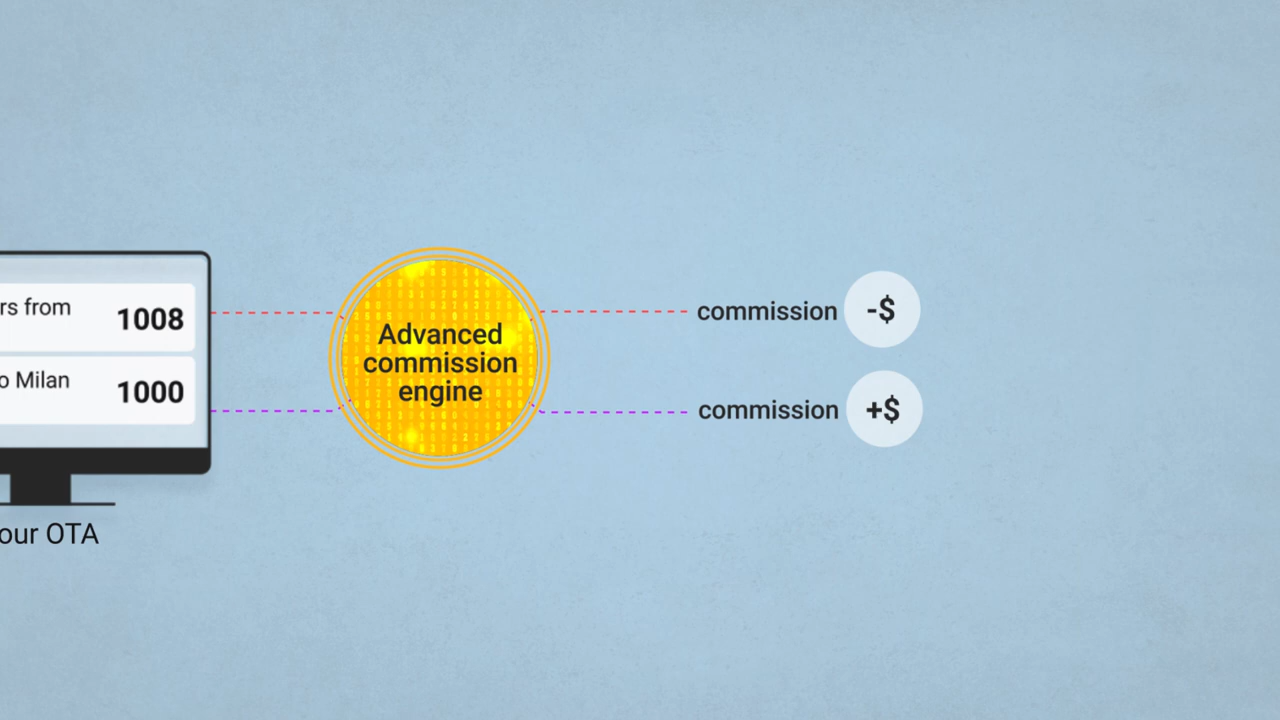 rs from
1008
o Milan
1000
our OTA
Advanced
commission
engine
commission -$
commission +$